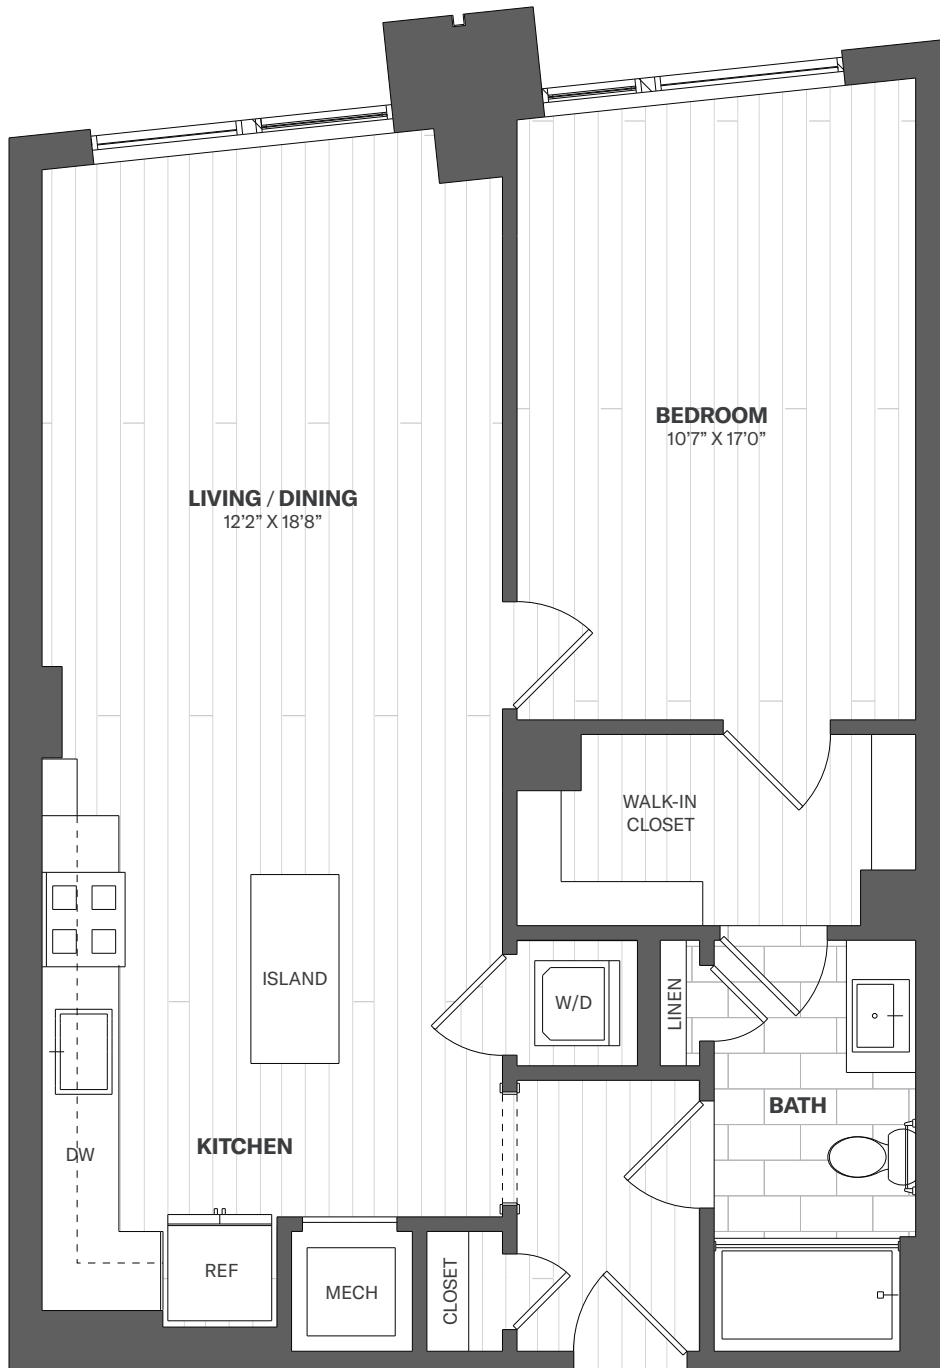 BEDROOM
10’7” X 17’0”
LIVING / DINING
12’2” X 18’8”
WALK-IN
CLOSET
ISLAND
W/D
LINEN
BATH
KITCHEN
DW
REF
MECH
CLOSET